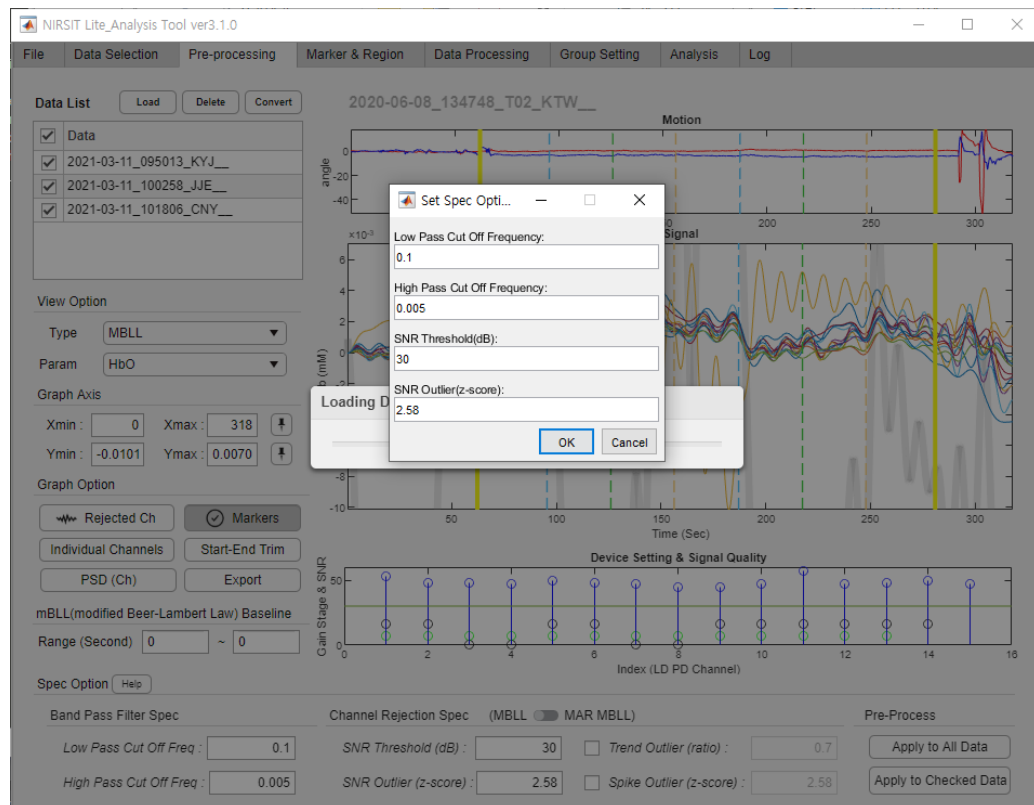 NIRSIT Lite_Analysis Tool ver3.1.0
File Data Selection Pre-processing Marker & Region Data Processing Group Setting Analysis Log
Data List Load Delete Convert
Data
2021-03-11_095013_KYJ__
2021-03-11_100258_JJE__
2021-03-11_101806_CNY__
View Option
Type MBLL
Param HbO
Graph Axis
Xmin : 0 Xmax : 318
Ymin : -0.0101 Ymax : 0.0070
Graph Option
Rejected Ch Markers
Individual Channels Start-End Trim
PSD (Ch) Export
mBLL(modified Beer-Lambert Law) Baseline
Range (Second) 0 ~ 0
2020-06-08_134748_T02_KTW__
Motion
angle
0
-20
-40
200 250 300
Signal
×10⁻³
6
4
2
0
-8
-10
(mM)
50 100 150 200 250 300
Time (Sec)
Loading D
Set Spec Opti...
Low Pass Cut Off Frequency:
0.1
High Pass Cut Off Frequency:
0.005
SNR Threshold(dB):
30
SNR Outlier(z-score):
2.58
OK Cancel
Device Setting & Signal Quality
Gain Stage & SNR
50
0
0 2 4 6 8 10 12 14 16
Index (LD PD Channel)
Spec Option Help
Band Pass Filter Spec
Low Pass Cut Off Freq : 0.1
High Pass Cut Off Freq : 0.005
Channel Rejection Spec (MBLL MAR MBLL)
SNR Threshold (dB) : 30 Trend Outlier (ratio) : 0.7
SNR Outlier (z-score) : 2.58 Spike Outlier (z-score) : 2.58
Pre-Process
Apply to All Data
Apply to Checked Data